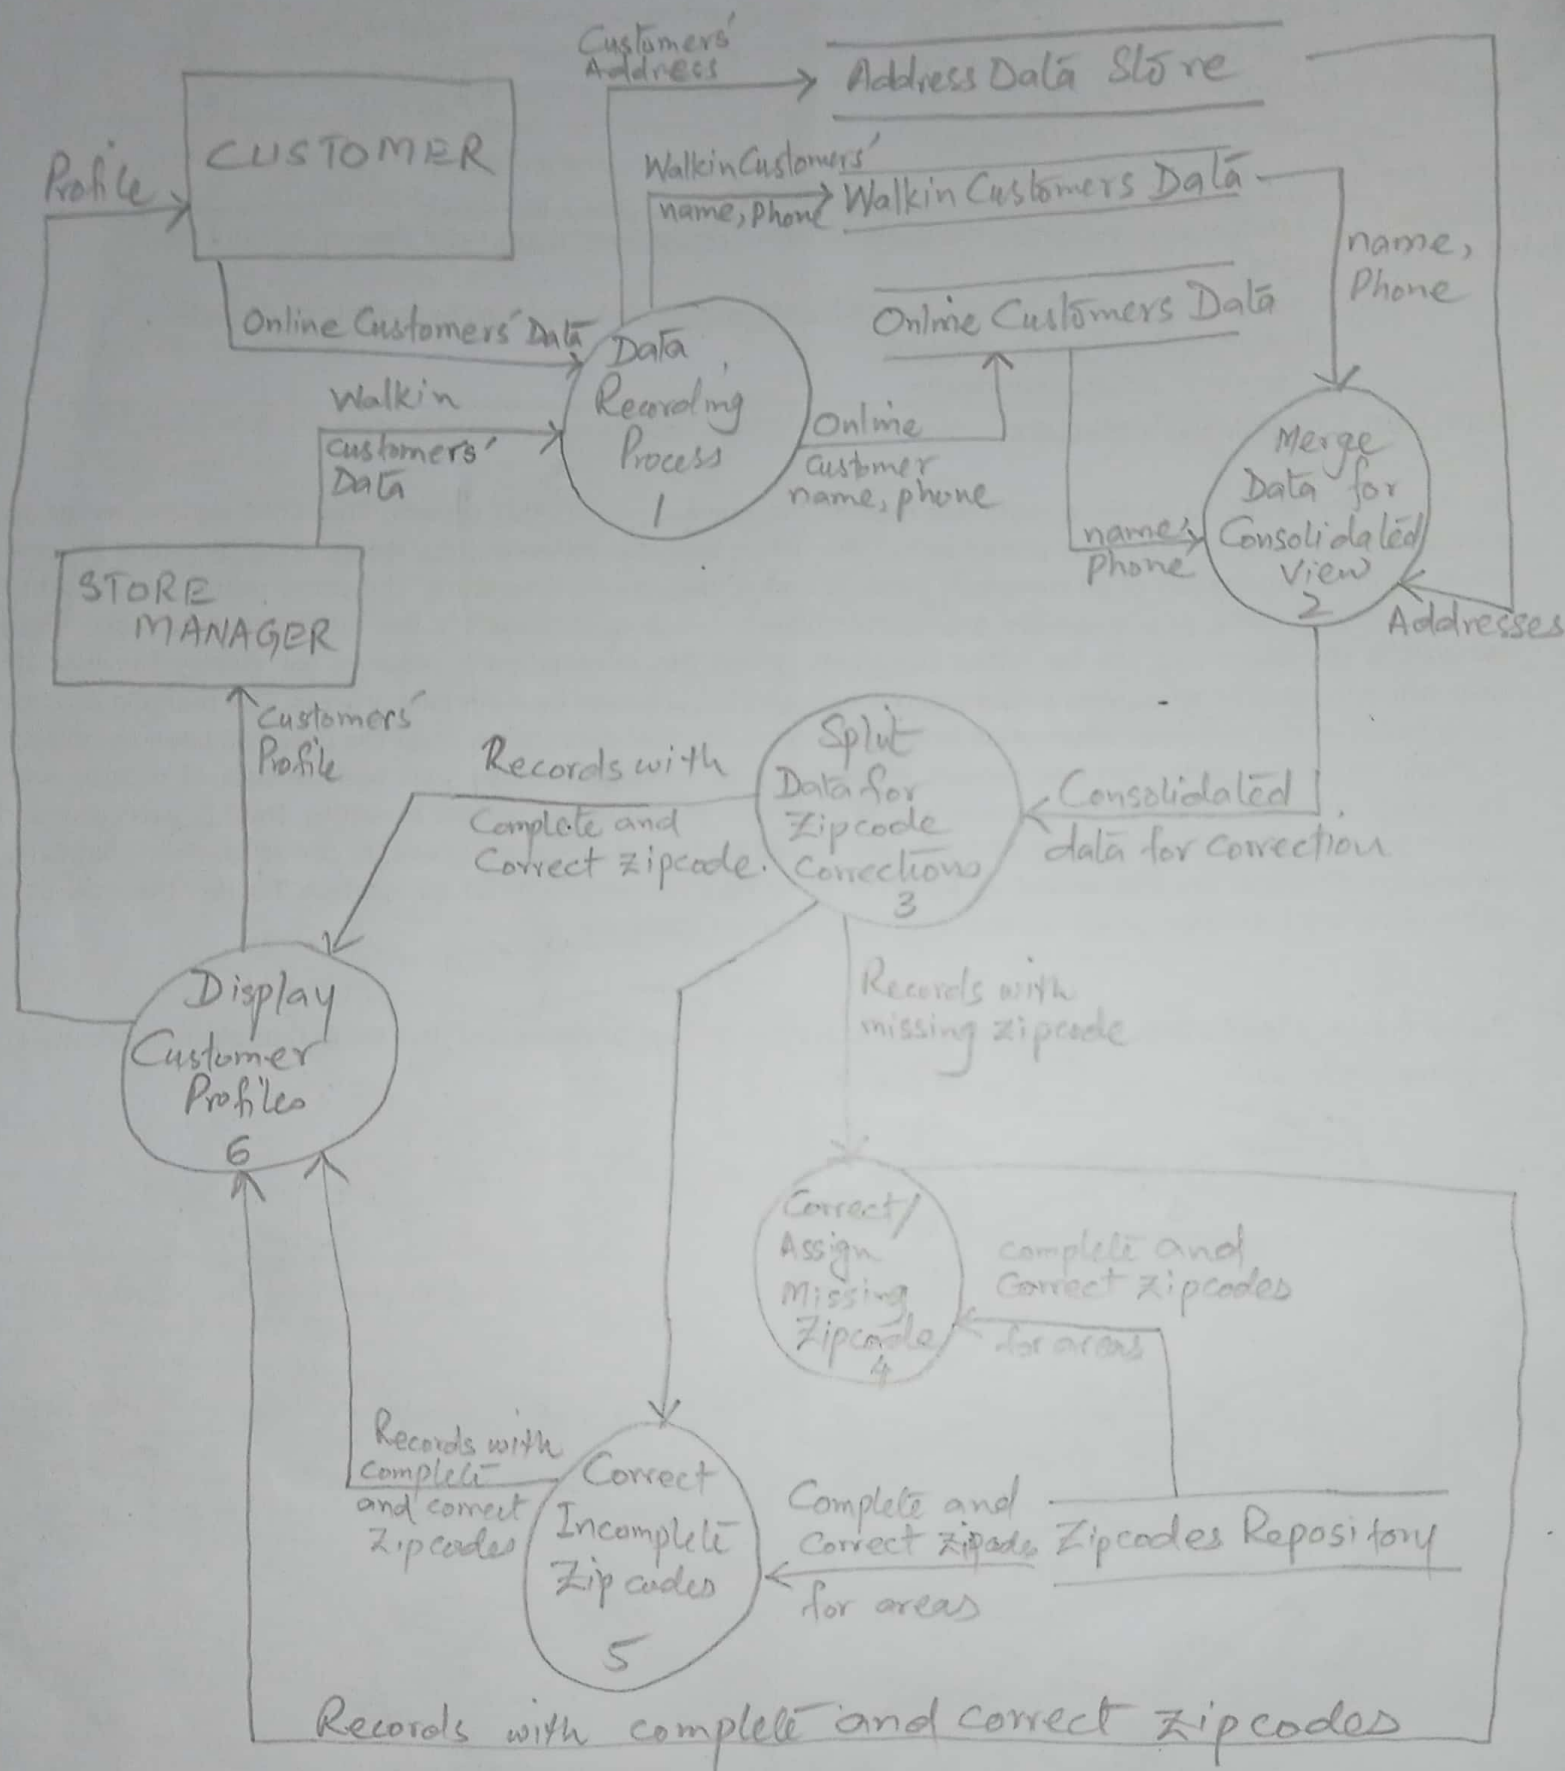 Customers'
Address
Address Data Store
CUSTOMER
Profile
Walkin Customers'
name, phone
Walkin Customers Data
name,
Phone
Online Customers' Data
Online Customers Data
Data
Recording
Process
1
Walkin
customers'
Data
Online
customer
name, phone
Merge
Data for
Consolidated
View
2
name,
Phone
Addresses
STORE
MANAGER
Customers'
Profile
Records with
Complete and
Correct zipcode.
Split
Data for
Zipcode
Corrections
3
Consolidated
data for correction
Records with
missing zipcode
Display
Customer
Profiles
6
Correct/
Assign
Missing
Zipcode
4
complete and
Correct zipcodes
for areas
Records with
complete
and correct
Zipcodes
Correct
Incomplete
Zip codes
5
Complete and
Correct zipcodes
for areas
Zipcodes Repository
Records with complete and correct zipcodes